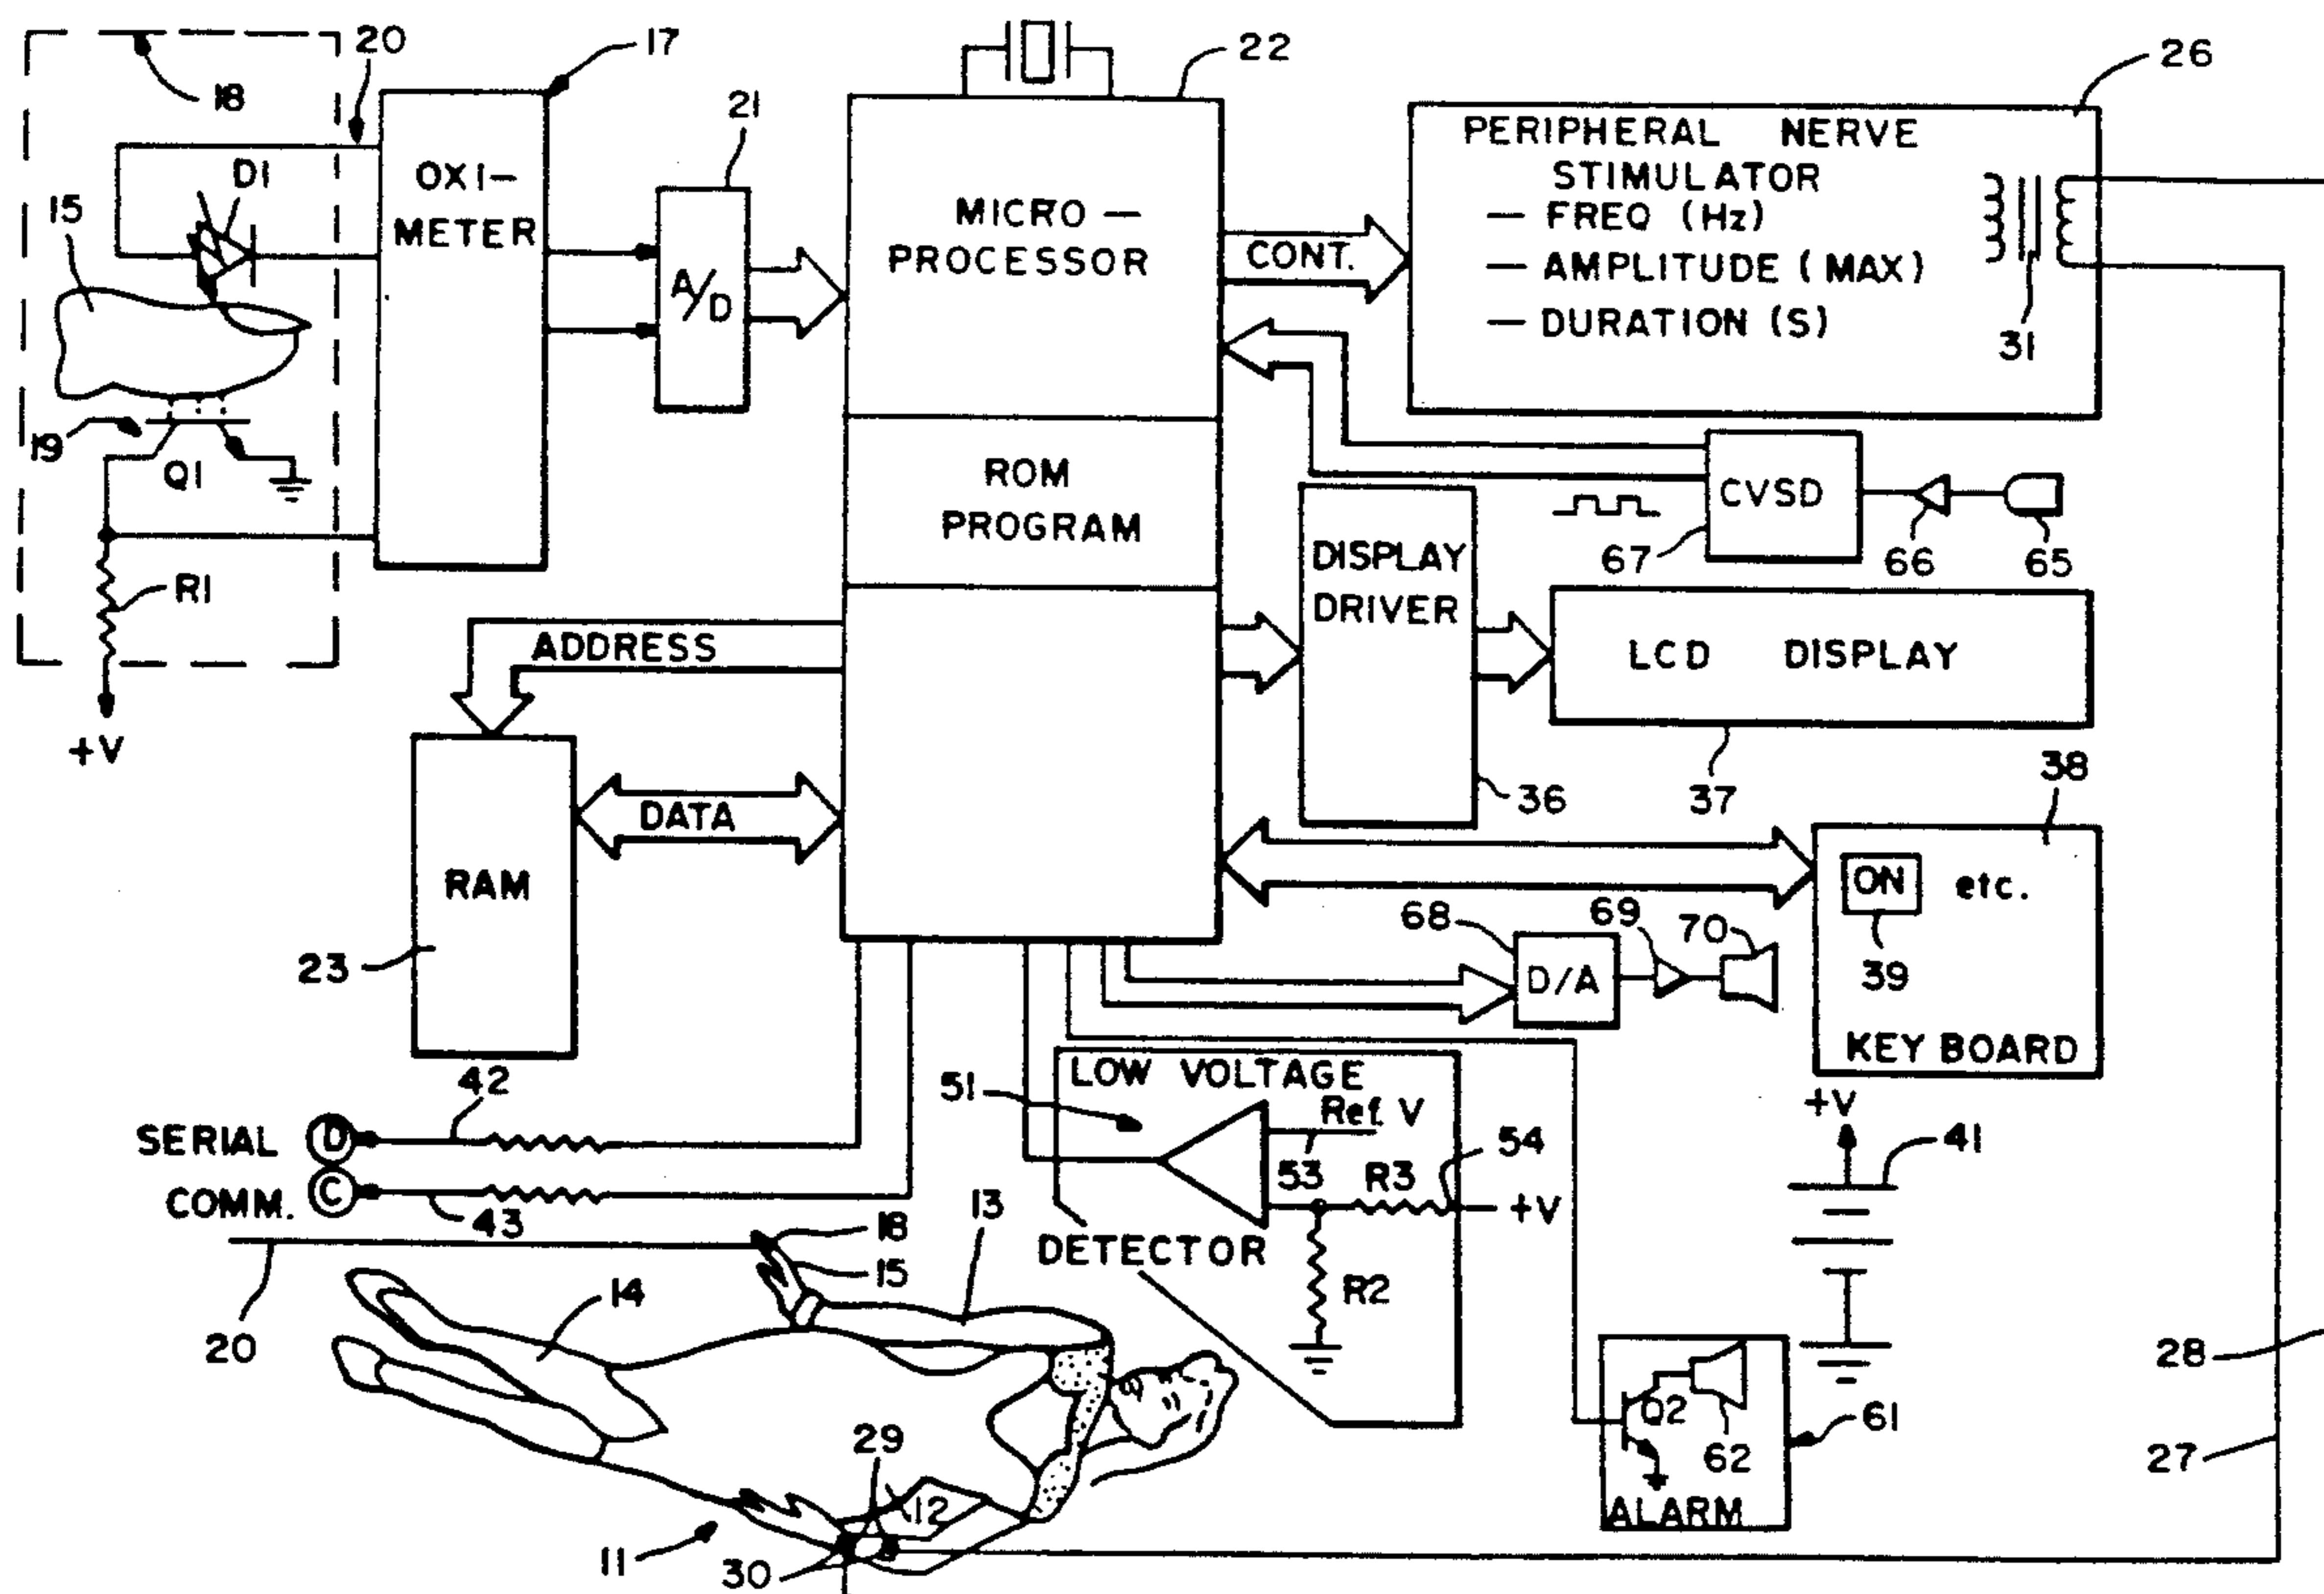 18
20
17
21
22
26
D1
15
19
Q1
R1
+V
OXI-
METER
A/D
MICRO —
PROCESSOR
ROM
PROGRAM
CONT.
PERIPHERAL NERVE
STIMULATOR
— FREQ (Hz)
— AMPLITUDE (MAX)
— DURATION (S)
31
CVSD
67
66
65
DISPLAY
DRIVER
36
LCD DISPLAY
37
ADDRESS
DATA
RAM
23
38
ON etc.
39
KEY BOARD
68
69
70
D/A
42
SERIAL D
COMM. C
43
51
LOW VOLTAGE
Ref. V
53
54
R3
+V
R2
DETECTOR
+V
41
20
18
15
13
14
29
12
11
30
Q2
62
61
ALARM
28
27